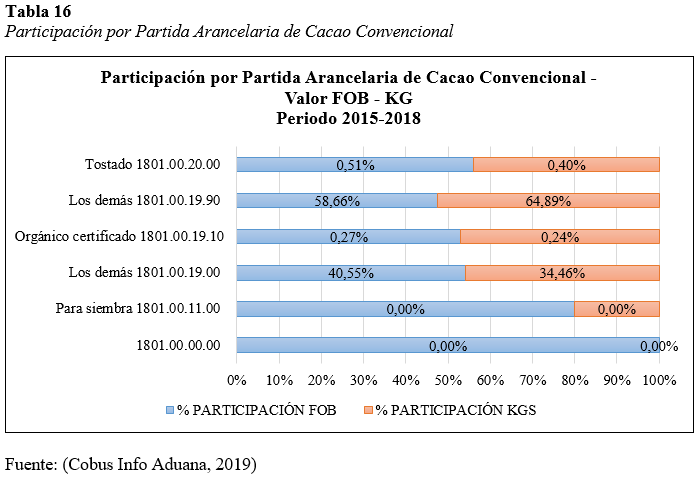 Tabla 16
Participación por Partida Arancelaria de Cacao Convencional
Participación por Partida Arancelaria de Cacao Convencional -
Valor FOB - KG
Periodo 2015-2018
Tostado 1801.00.20.00
0,51%
0,40%
Los demás 1801.00.19.90
58,66%
64,89%
Orgánico certificado 1801.00.19.10
0,27%
0,24%
Los demás 1801.00.19.00
40,55%
34,46%
Para siembra 1801.00.11.00
0,00%
0,00%
1801.00.00.00
0,00%
0,00%
0% 10% 20% 30% 40% 50% 60% 70% 80% 90% 100%
% PARTICIPACIÓN FOB
% PARTICIPACIÓN KGS
Fuente: (Cobus Info Aduana, 2019)